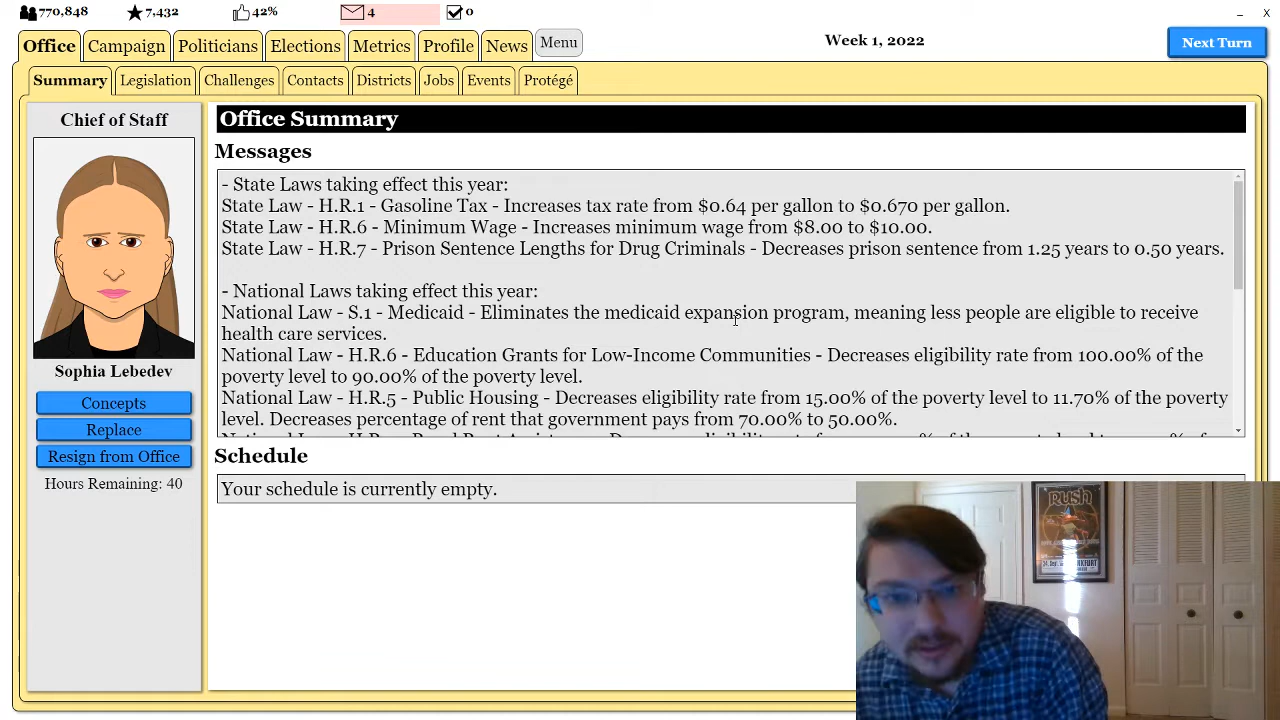 770,848 7,432 42% 4 0
Office Campaign Politicians Elections Metrics Profile News Menu
Week 1, 2022
Next Turn
Summary Legislation Challenges Contacts Districts Jobs Events Protégé
Chief of Staff
Sophia Lebedev
Concepts
Replace
Resign from Office
Hours Remaining: 40
Office Summary
Messages
- State Laws taking effect this year:
State Law - H.R.1 - Gasoline Tax - Increases tax rate from $0.64 per gallon to $0.670 per gallon.
State Law - H.R.6 - Minimum Wage - Increases minimum wage from $8.00 to $10.00.
State Law - H.R.7 - Prison Sentence Lengths for Drug Criminals - Decreases prison sentence from 1.25 years to 0.50 years.
- National Laws taking effect this year:
National Law - S.1 - Medicaid - Eliminates the medicaid expansion program, meaning less people are eligible to receive
health care services.
National Law - H.R.6 - Education Grants for Low-Income Communities - Decreases eligibility rate from 100.00% of the
poverty level to 90.00% of the poverty level.
National Law - H.R.5 - Public Housing - Decreases eligibility rate from 15.00% of the poverty level to 11.70% of the poverty
level. Decreases percentage of rent that government pays from 70.00% to 50.00%.
Schedule
Your schedule is currently empty.
RUSH